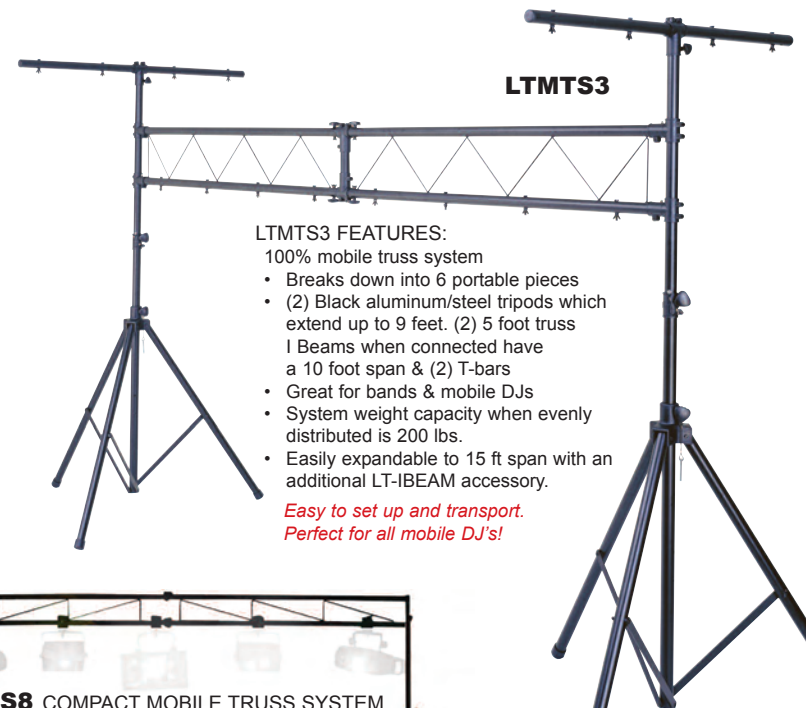 LTMTS3
LTMTS3 FEATURES:
100% mobile truss system
• Breaks down into 6 portable pieces
• (2) Black aluminum/steel tripods which
extend up to 9 feet. (2) 5 foot truss
I Beams when connected have
a 10 foot span & (2) T-bars
• Great for bands & mobile DJs
• System weight capacity when evenly
distributed is 200 lbs.
• Easily expandable to 15 ft span with an
additional LT-IBEAM accessory.
Easy to set up and transport.
Perfect for all mobile DJ's!
S8 COMPACT MOBILE TRUSS SYSTEM